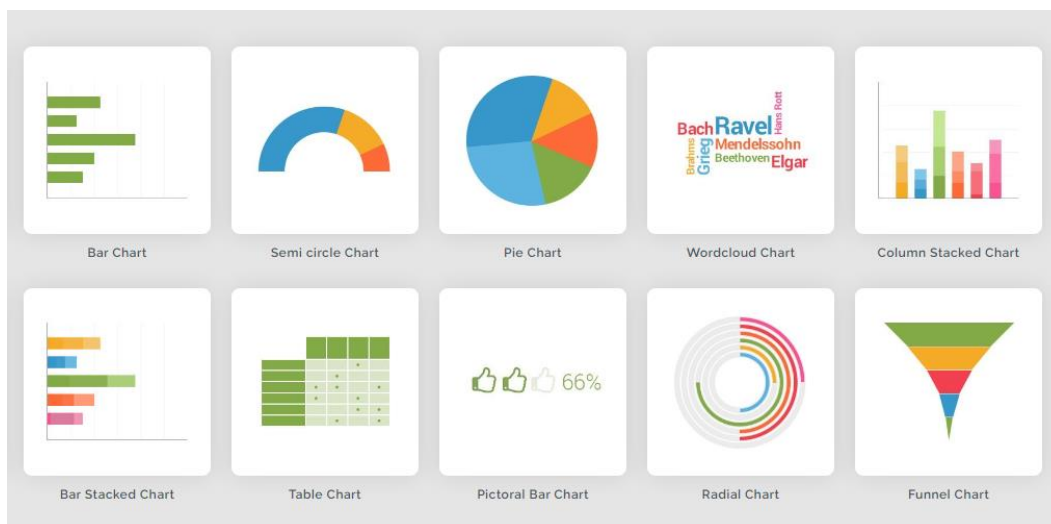 Hans Rott
Bach
Ravel
Brahms
Grieg
Mendelssohn
Beethoven
Elgar
Bar Chart
Semi circle Chart
Pie Chart
Wordcloud Chart
Column Stacked Chart
66%
Bar Stacked Chart
Table Chart
Pictoral Bar Chart
Radial Chart
Funnel Chart